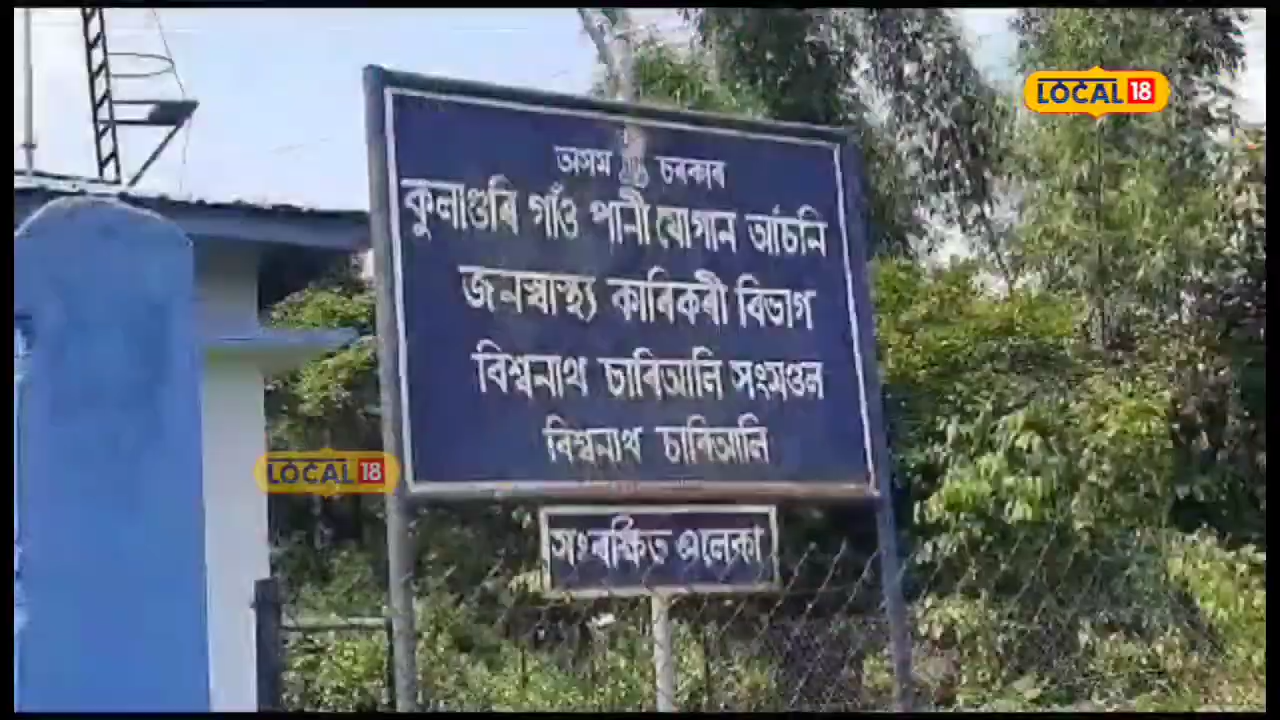 LOCAL 18
অসম চৰকাৰ
কুলাগুৰি গাঁও পানী যোগান আঁচনি
জনস্বাস্থ্য কাৰিকৰী বিভাগ
বিশ্বনাথ চাৰিআলি সংমণ্ডল
বিশ্বনাথ চাৰিআলি
LOCAL 18
সংৰক্ষিত এলেকা